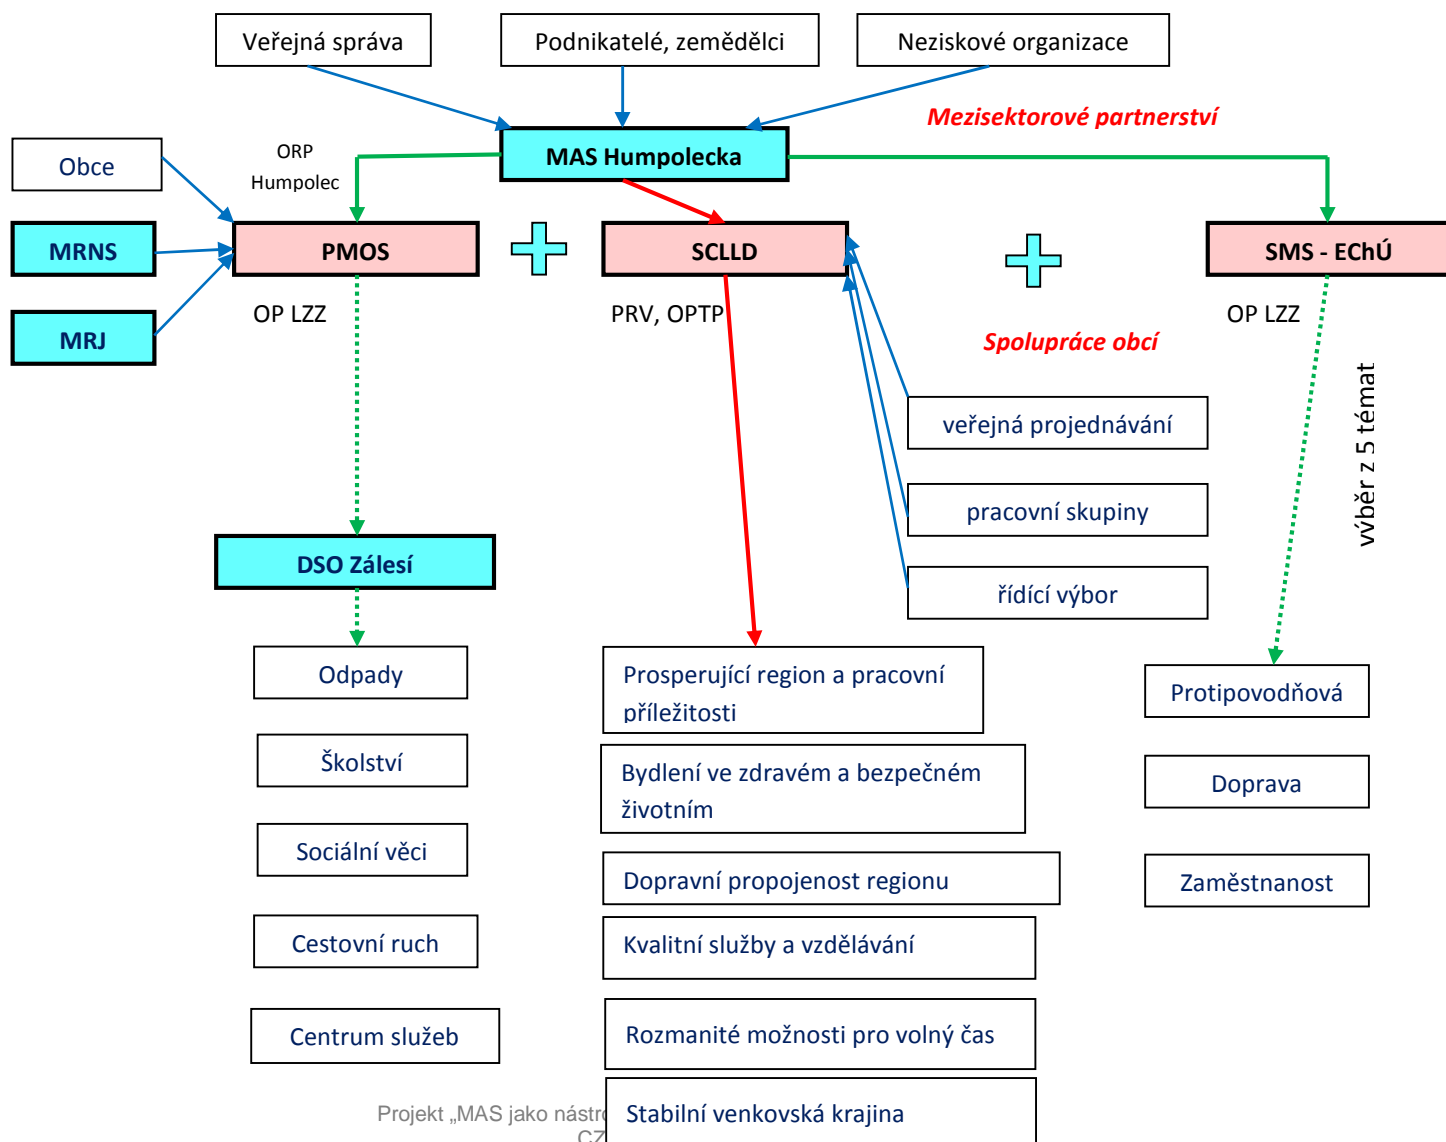 Veřejná správa
Podnikatelé, zemědělci
Neziskové organizace
Mezisektorové partnerství
MAS Humpolecka
Obce
ORP
Humpolec
MRNS
PMOS
SCLLD
SMS - EChÚ
MRJ
OP LZZ
PRV, OPTP
OP LZZ
Spolupráce obcí
výběr z 5 témat
veřejná projednávání
pracovní skupiny
řídící výbor
DSO Zálesí
Odpady
Školství
Sociální věci
Cestovní ruch
Centrum služeb
Prosperující region a pracovní
příležitosti
Bydlení ve zdravém a bezpečném
životním
Dopravní propojenost regionu
Kvalitní služby a vzdělávání
Rozmanité možnosti pro volný čas
Stabilní venkovská krajina
Protipovodňová
Doprava
Zaměstnanost
Projekt „MAS jako